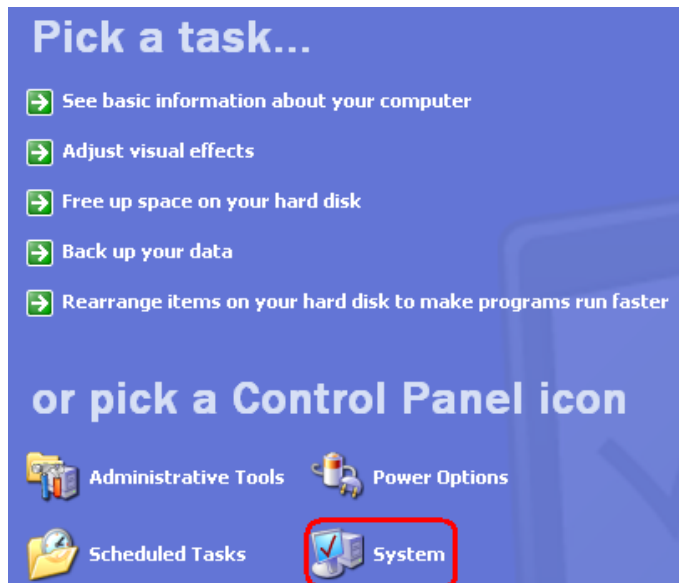 Pick a task...
See basic information about your computer
Adjust visual effects
Free up space on your hard disk
Back up your data
Rearrange items on your hard disk to make programs run faster
or pick a Control Panel icon
Administrative Tools Power Options
Scheduled Tasks System